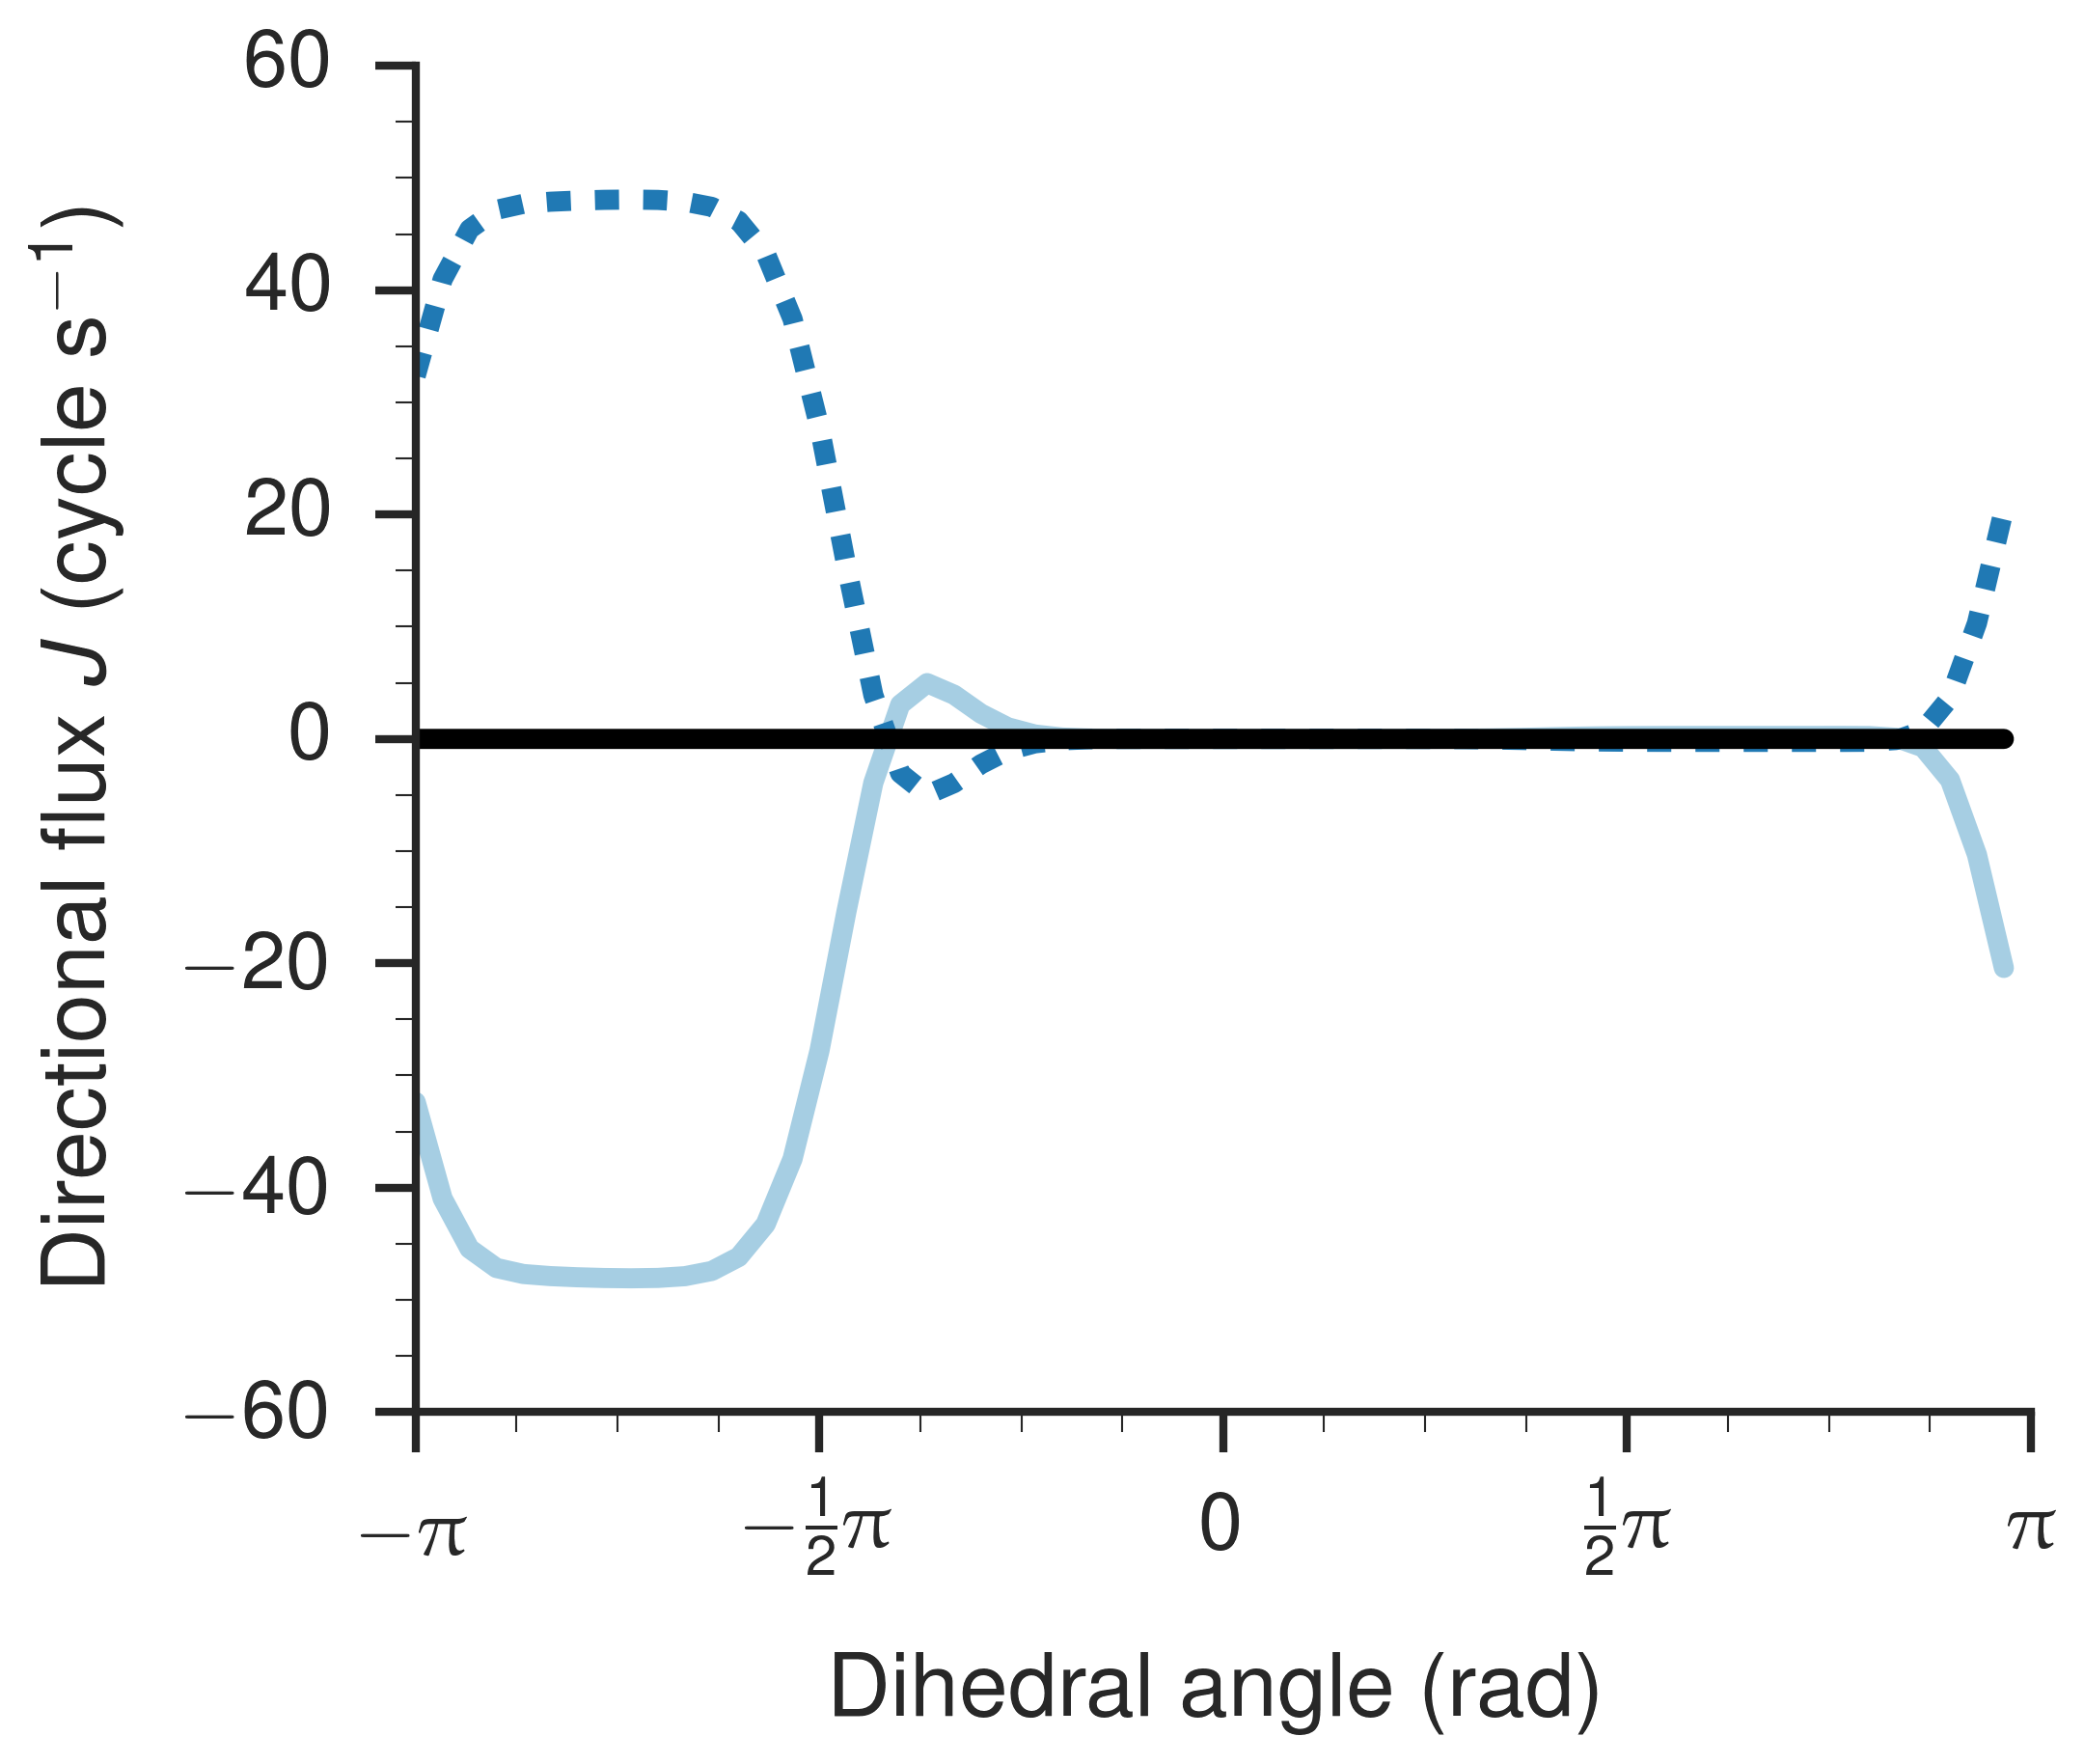 Directional flux J (cycle s⁻¹)
60
40
20
0
−20
−40
−60
−π
−½π
0
½π
π
Dihedral angle (rad)